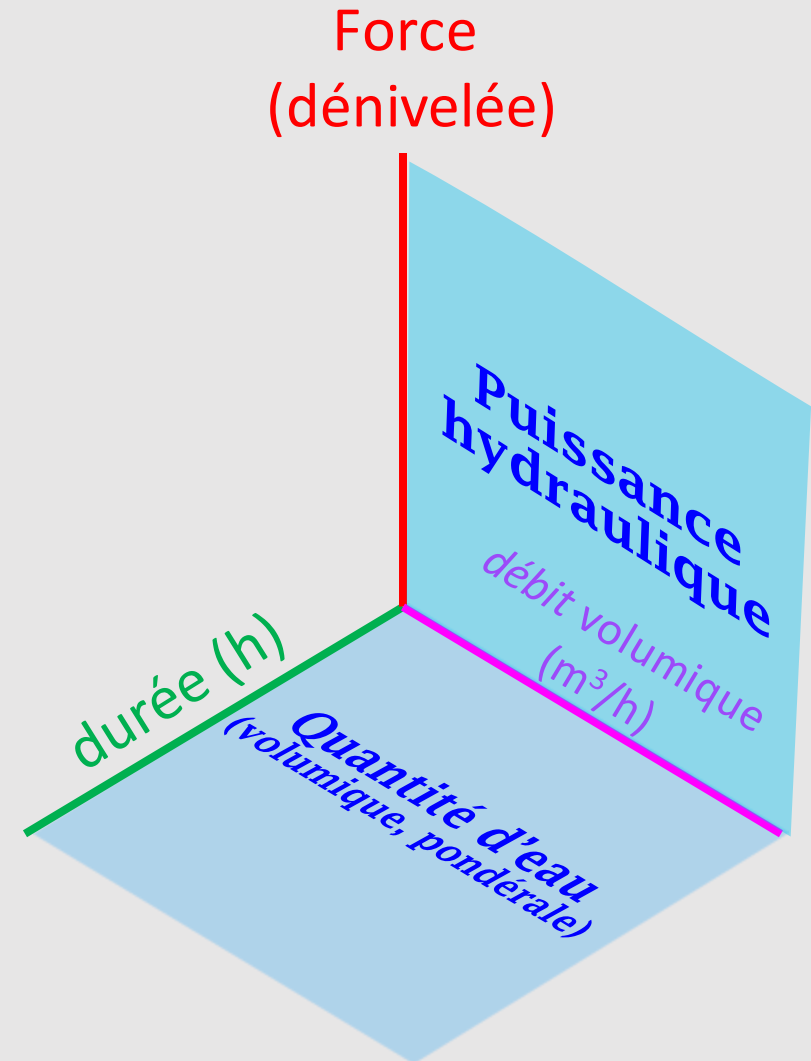 Force
(dénivelée)
Puissance
hydraulique
débit volumique
(m³/h)
durée (h)
Quantité d'eau
(volumique, pondérale)